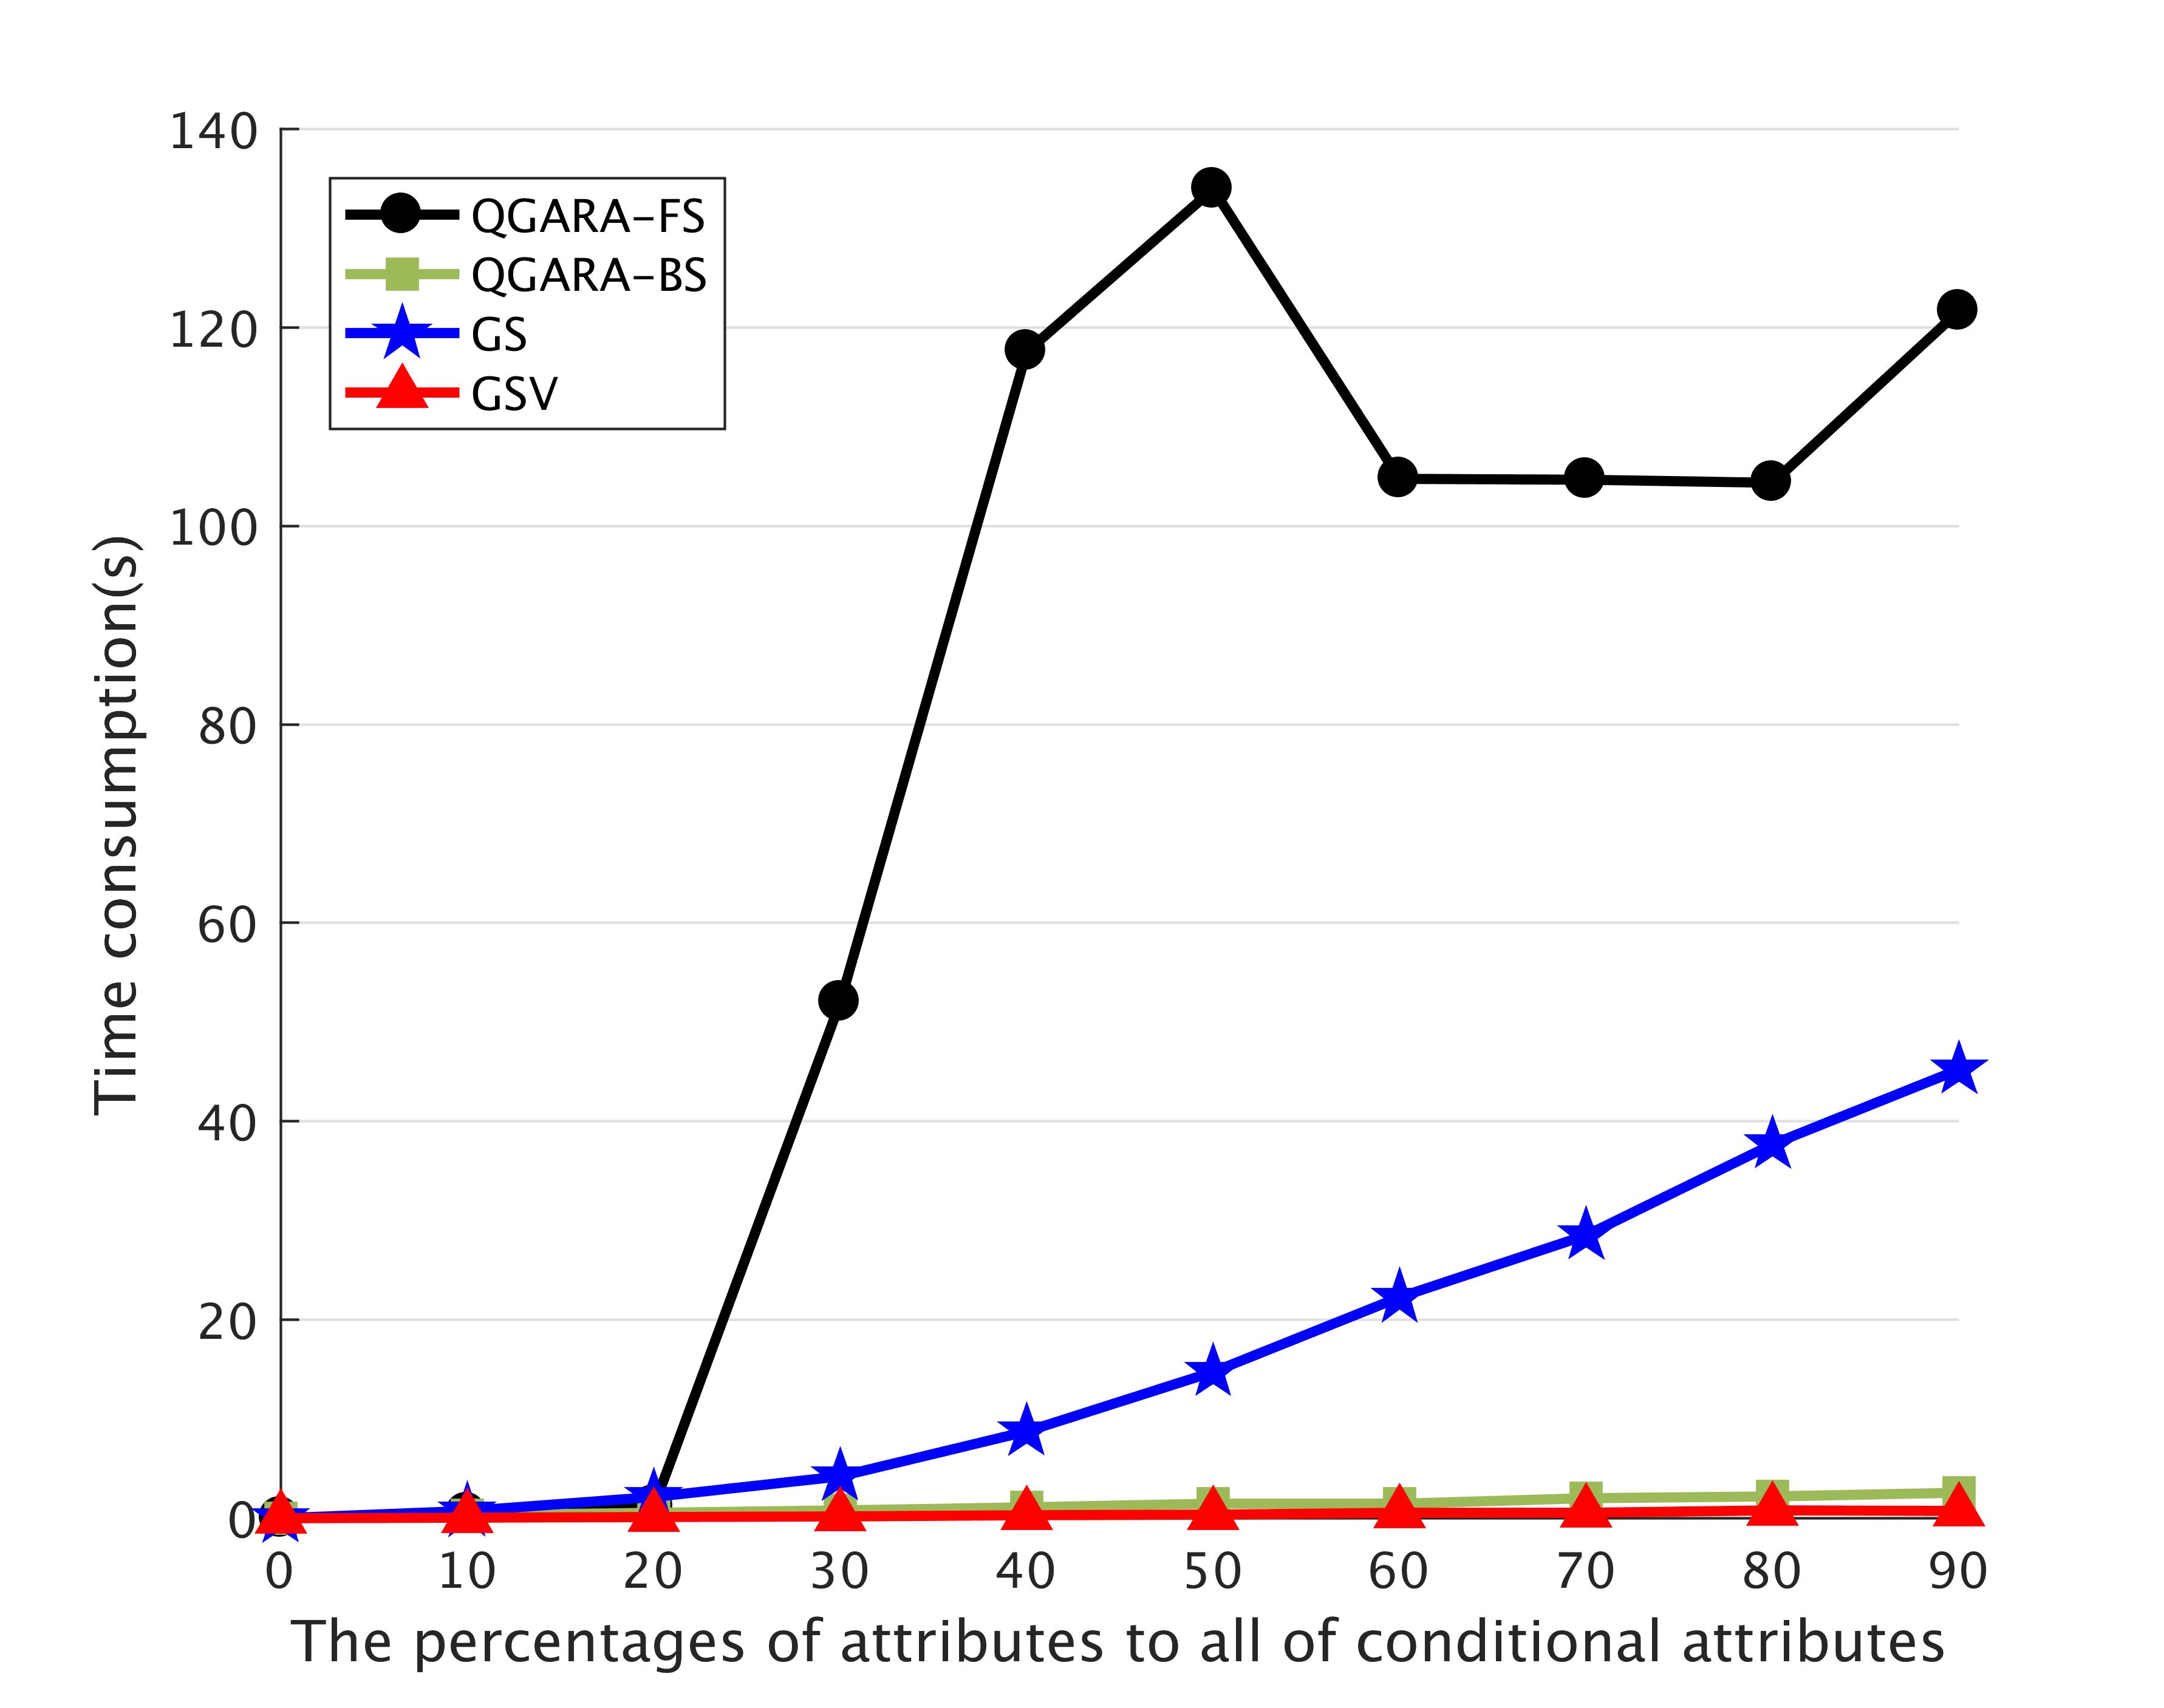 140
120
100
80
60
40
20
0
Time consumption(s)
QGARA-FS
QGARA-BS
GS
GSV
0 10 20 30 40 50 60 70 80 90
The percentages of attributes to all of conditional attributes